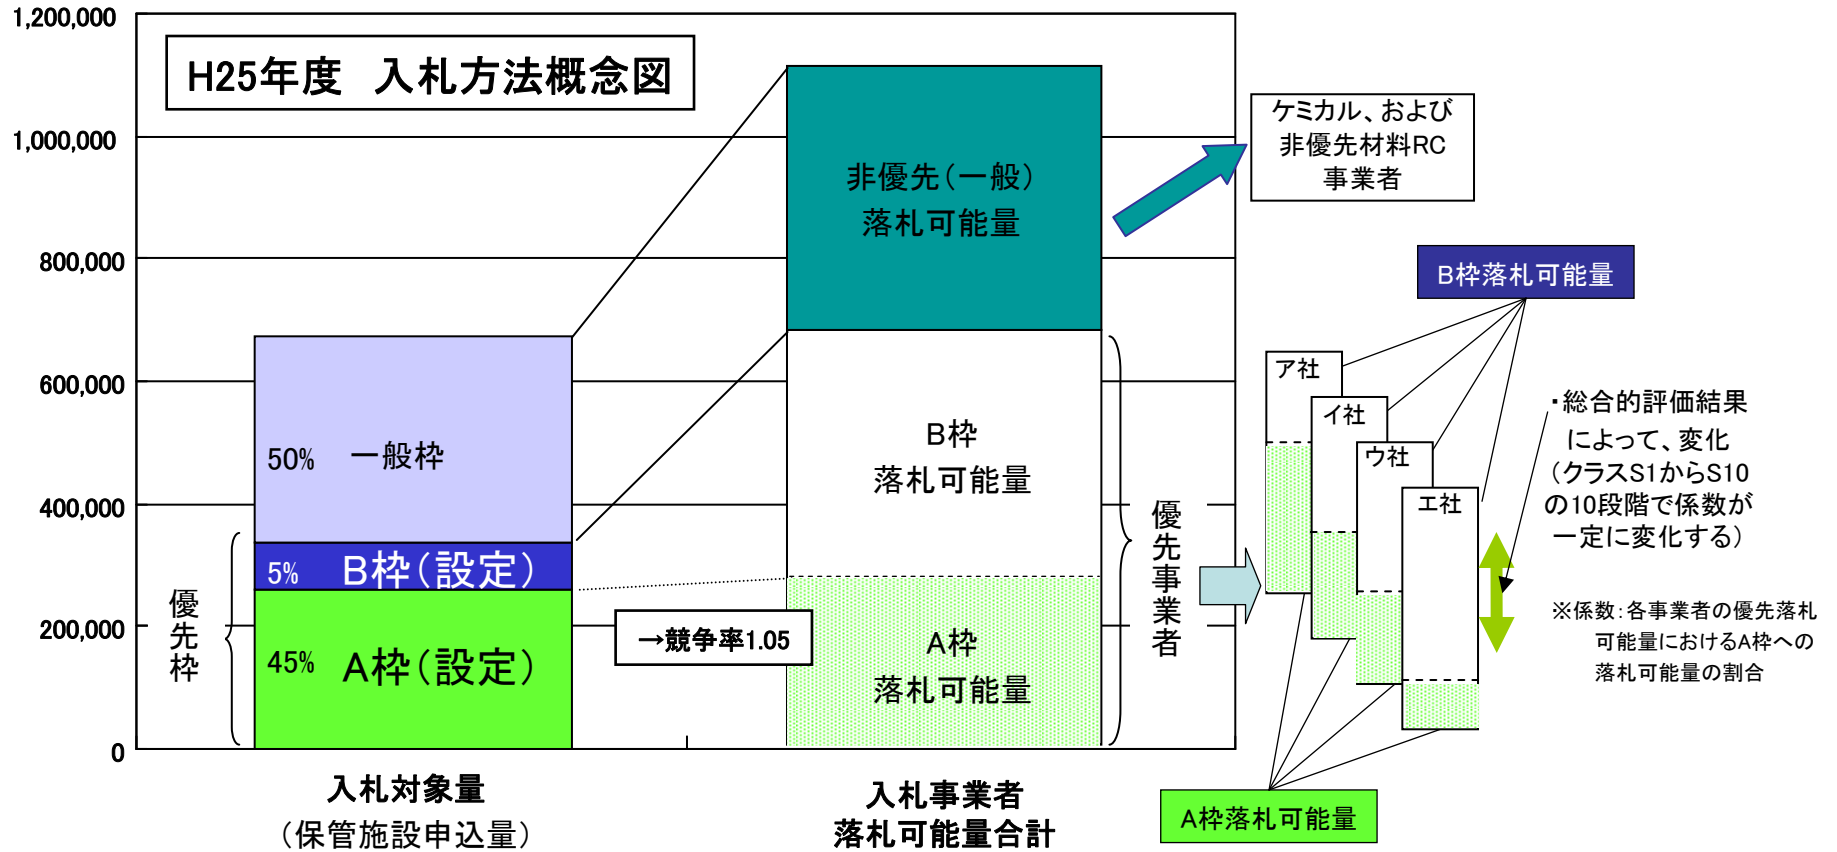 H25年度　入札方法概念図
1,200,000
1,000,000
800,000
600,000
400,000
200,000
0
50%　一般枠
5%　B枠(設定)
45%　A枠(設定)
優先枠
→競争率1.05
非優先(一般)
落札可能量
B枠
落札可能量
A枠
落札可能量
優先事業者
入札対象量
(保管施設申込量)
入札事業者
落札可能量合計
ケミカル、および
非優先材料RC
事業者
B枠落札可能量
ア社
イ社
ウ社
エ社
A枠落札可能量
・総合的評価結果
によって、変化
(クラスS1からS10
の10段階で係数が
一定に変化する)
※係数：各事業者の優先落札
可能量におけるA枠への
落札可能量の割合